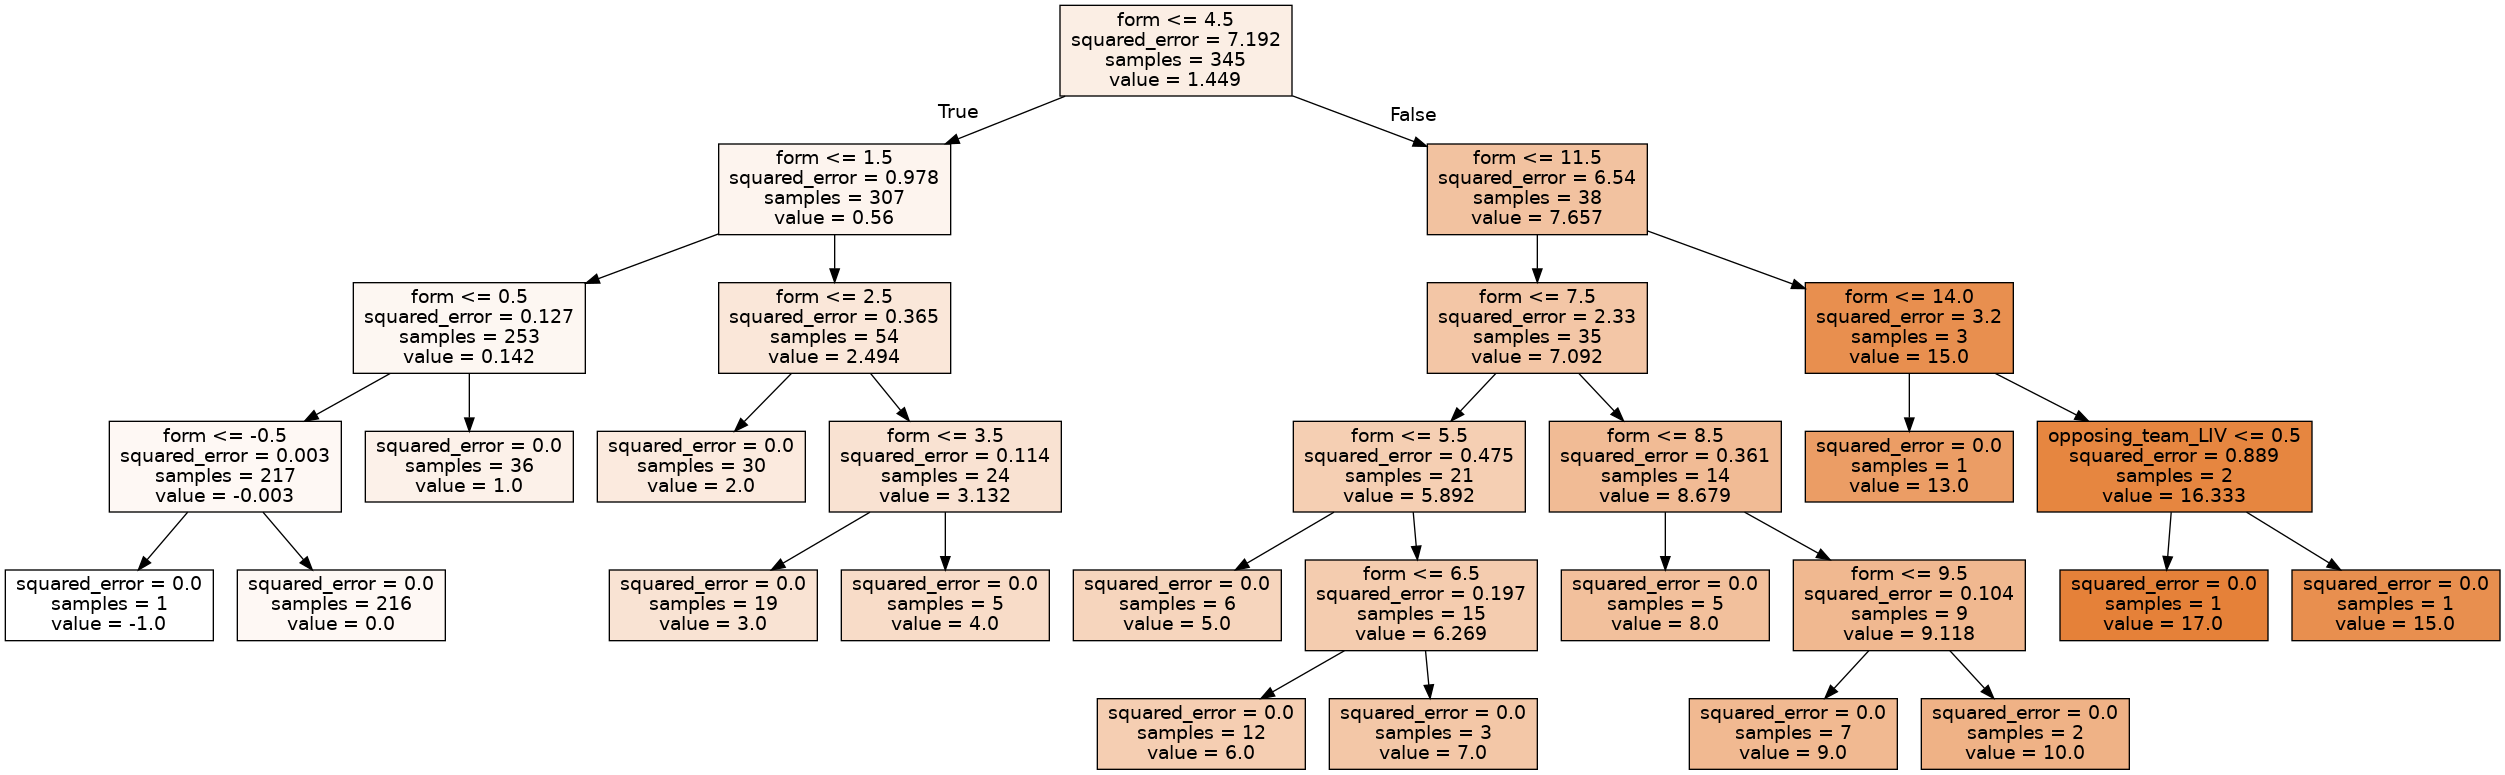 form <= 4.5
squared_error = 7.192
samples = 345
value = 1.449
True
False
form <= 1.5
squared_error = 0.978
samples = 307
value = 0.56
form <= 11.5
squared_error = 6.54
samples = 38
value = 7.657
form <= 0.5
squared_error = 0.127
samples = 253
value = 0.142
form <= 2.5
squared_error = 0.365
samples = 54
value = 2.494
form <= 7.5
squared_error = 2.33
samples = 35
value = 7.092
form <= 14.0
squared_error = 3.2
samples = 3
value = 15.0
form <= -0.5
squared_error = 0.003
samples = 217
value = -0.003
squared_error = 0.0
samples = 36
value = 1.0
squared_error = 0.0
samples = 30
value = 2.0
form <= 3.5
squared_error = 0.114
samples = 24
value = 3.132
form <= 5.5
squared_error = 0.475
samples = 21
value = 5.892
form <= 8.5
squared_error = 0.361
samples = 14
value = 8.679
squared_error = 0.0
samples = 1
value = 13.0
opposing_team_LIV <= 0.5
squared_error = 0.889
samples = 2
value = 16.333
squared_error = 0.0
samples = 1
value = -1.0
squared_error = 0.0
samples = 216
value = 0.0
squared_error = 0.0
samples = 19
value = 3.0
squared_error = 0.0
samples = 5
value = 4.0
squared_error = 0.0
samples = 6
value = 5.0
form <= 6.5
squared_error = 0.197
samples = 15
value = 6.269
squared_error = 0.0
samples = 5
value = 8.0
form <= 9.5
squared_error = 0.104
samples = 9
value = 9.118
squared_error = 0.0
samples = 1
value = 17.0
squared_error = 0.0
samples = 1
value = 15.0
squared_error = 0.0
samples = 12
value = 6.0
squared_error = 0.0
samples = 3
value = 7.0
squared_error = 0.0
samples = 7
value = 9.0
squared_error = 0.0
samples = 2
value = 10.0